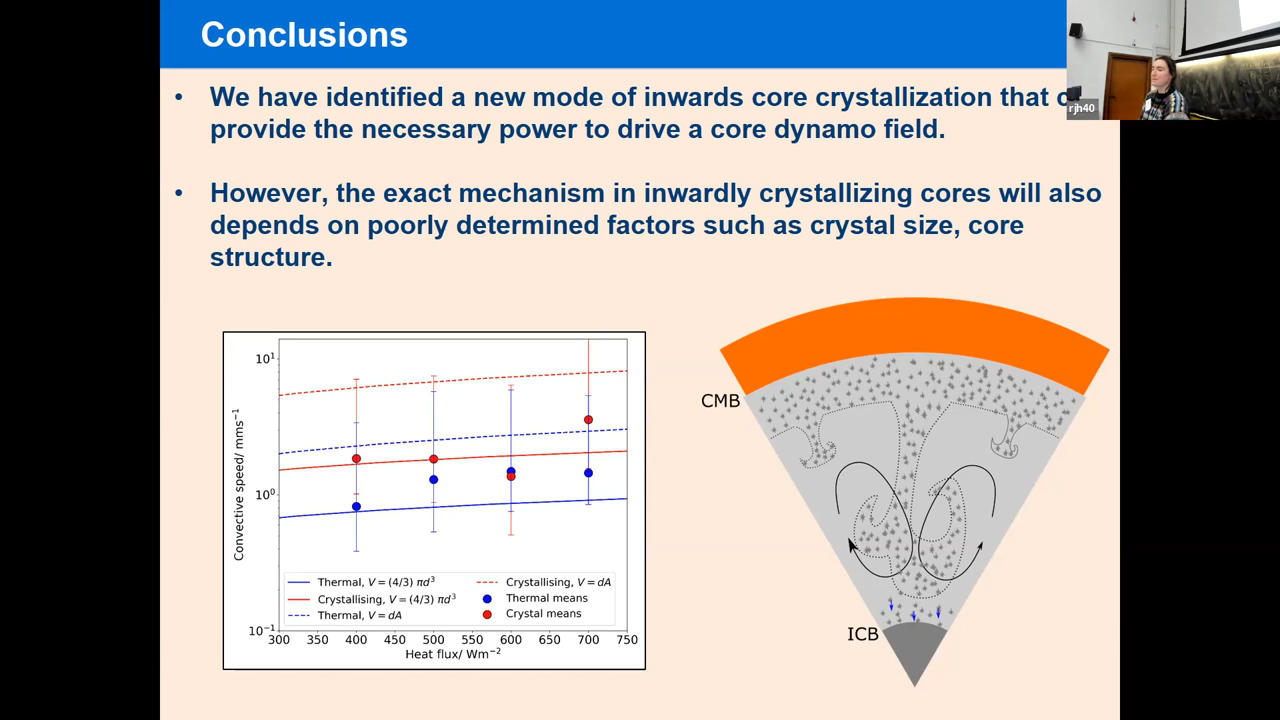 Conclusions
• We have identified a new mode of inwards core crystallization that
provide the necessary power to drive a core dynamo field.
• However, the exact mechanism in inwardly crystallizing cores will also
depends on poorly determined factors such as crystal size, core
structure.
rjh40
Convective speed/ mms⁻¹
10¹
10⁰
10⁻¹
300 350 400 450 500 550 600 650 700 750
Heat flux/ Wm⁻²
Thermal, V = (4/3) πd³
Crystallising, V = (4/3) πd³
Thermal, V = dA
Crystallising, V = dA
Thermal means
Crystal means
CMB
ICB